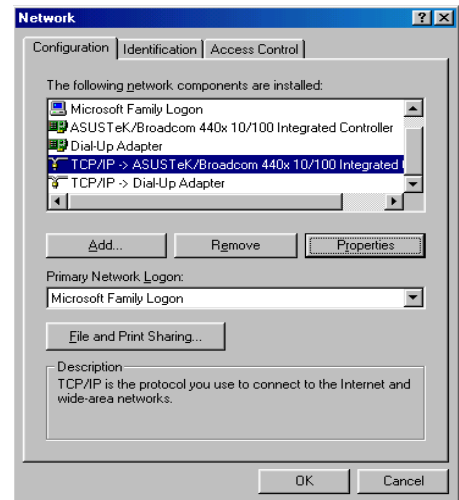 Network
Configuration Identification Access Control
The following network components are installed:
Microsoft Family Logon
ASUSTeK/Broadcom 440x 10/100 Integrated Controller
Dial-Up Adapter
TCP/IP -> ASUSTeK/Broadcom 440x 10/100 Integrated
TCP/IP -> Dial-Up Adapter
Add... Remove Properties
Primary Network Logon:
Microsoft Family Logon
File and Print Sharing...
Description
TCP/IP is the protocol you use to connect to the Internet and
wide-area networks.
OK Cancel